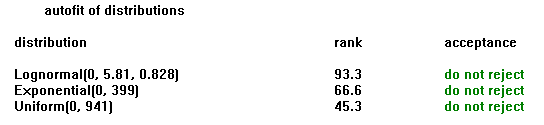 autofit of distributions
distribution rank acceptance
Lognormal(0, 5.81, 0.828) 93.3 do not reject
Exponential(0, 399) 66.6 do not reject
Uniform(0, 941) 45.3 do not reject